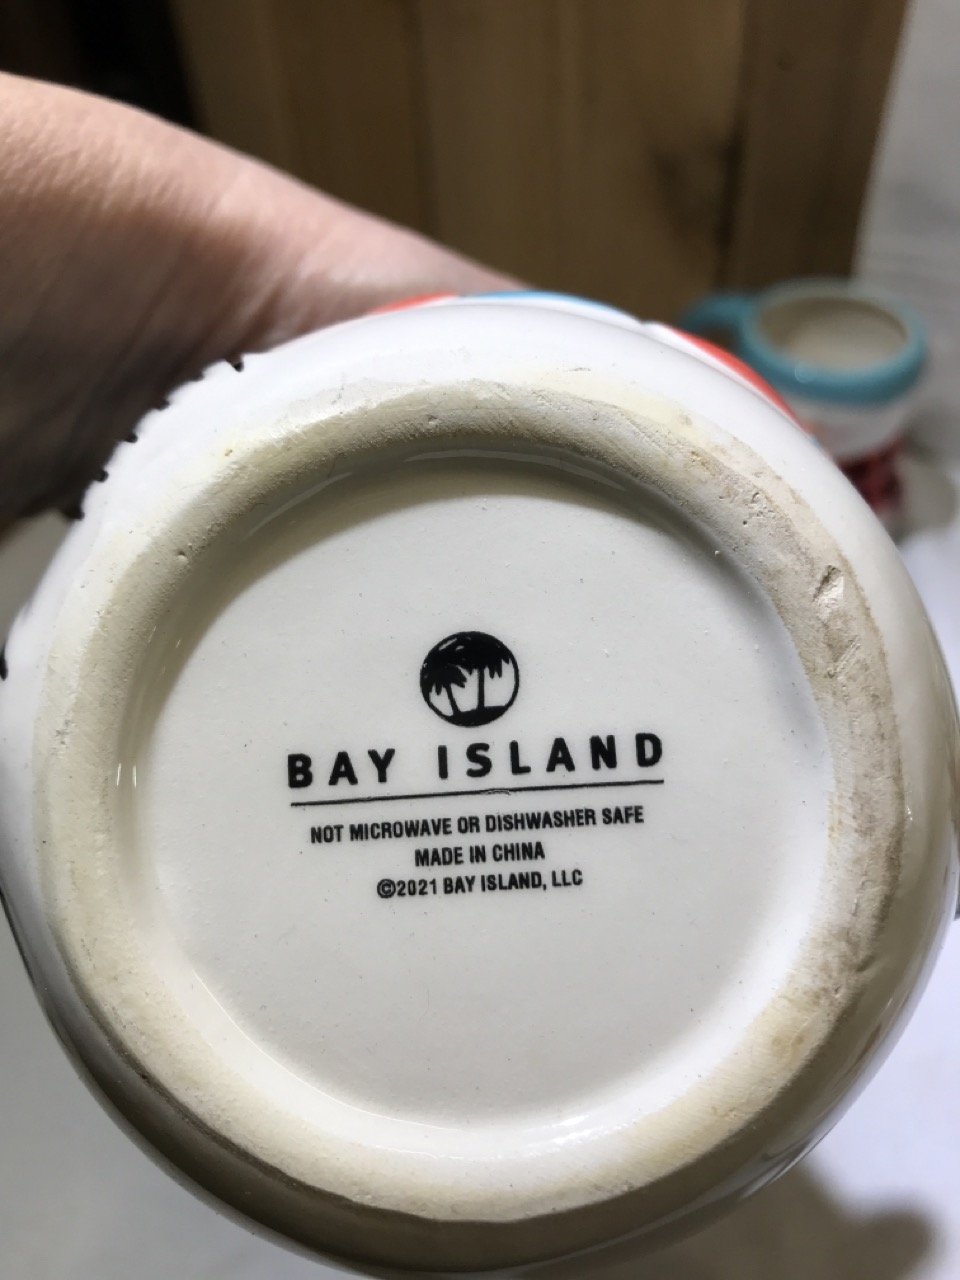 BAY ISLAND
NOT MICROWAVE OR DISHWASHER SAFE
MADE IN CHINA
©2021 BAY ISLAND, LLC